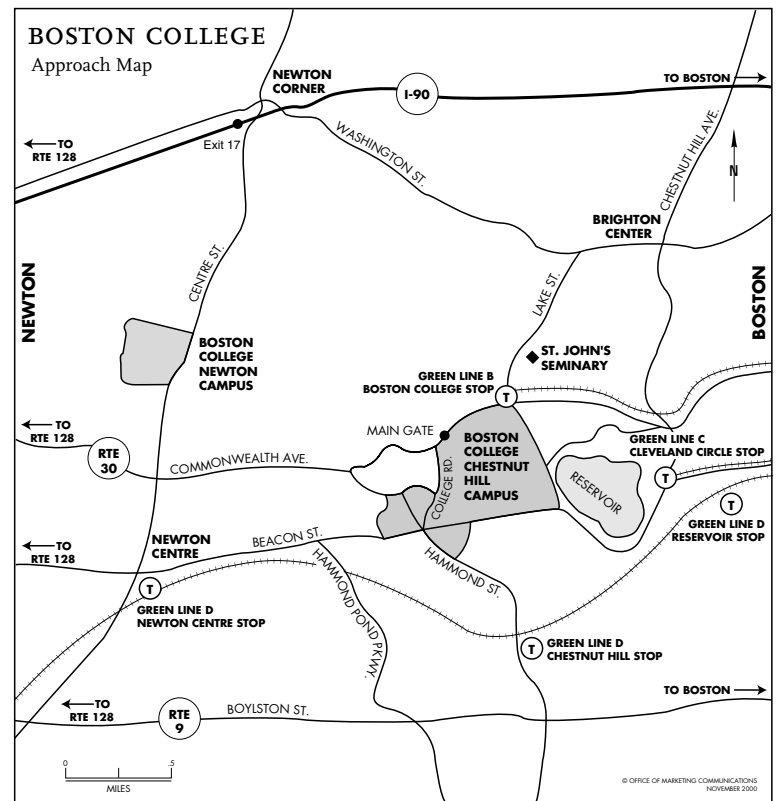 BOSTON COLLEGE
Approach Map
NEWTON
CORNER
I-90
TO BOSTON
TO
RTE 128
Exit 17
WASHINGTON ST.
CHESTNUT HILL AVE.
N
BRIGHTON
CENTER
NEWTON
CENTRE ST.
LAKE ST.
BOSTON
BOSTON
COLLEGE
NEWTON
CAMPUS
ST. JOHN'S
SEMINARY
GREEN LINE B
BOSTON COLLEGE STOP
T
TO
RTE 128
RTE
30
COMMONWEALTH AVE.
MAIN GATE
COLLEGE RD.
BOSTON
COLLEGE
CHESTNUT
HILL
CAMPUS
GREEN LINE C
CLEVELAND CIRCLE STOP
T
RESERVOIR
T
GREEN LINE D
RESERVOIR STOP
TO
RTE 128
NEWTON
CENTRE
BEACON ST.
HAMMOND POND PKWY.
HAMMOND ST.
T
GREEN LINE D
NEWTON CENTRE STOP
T
GREEN LINE D
CHESTNUT HILL STOP
TO
RTE 128
RTE
9
BOYLSTON ST.
TO BOSTON
0 .5
MILES
© OFFICE OF MARKETING COMMUNICATIONS
NOVEMBER 2000